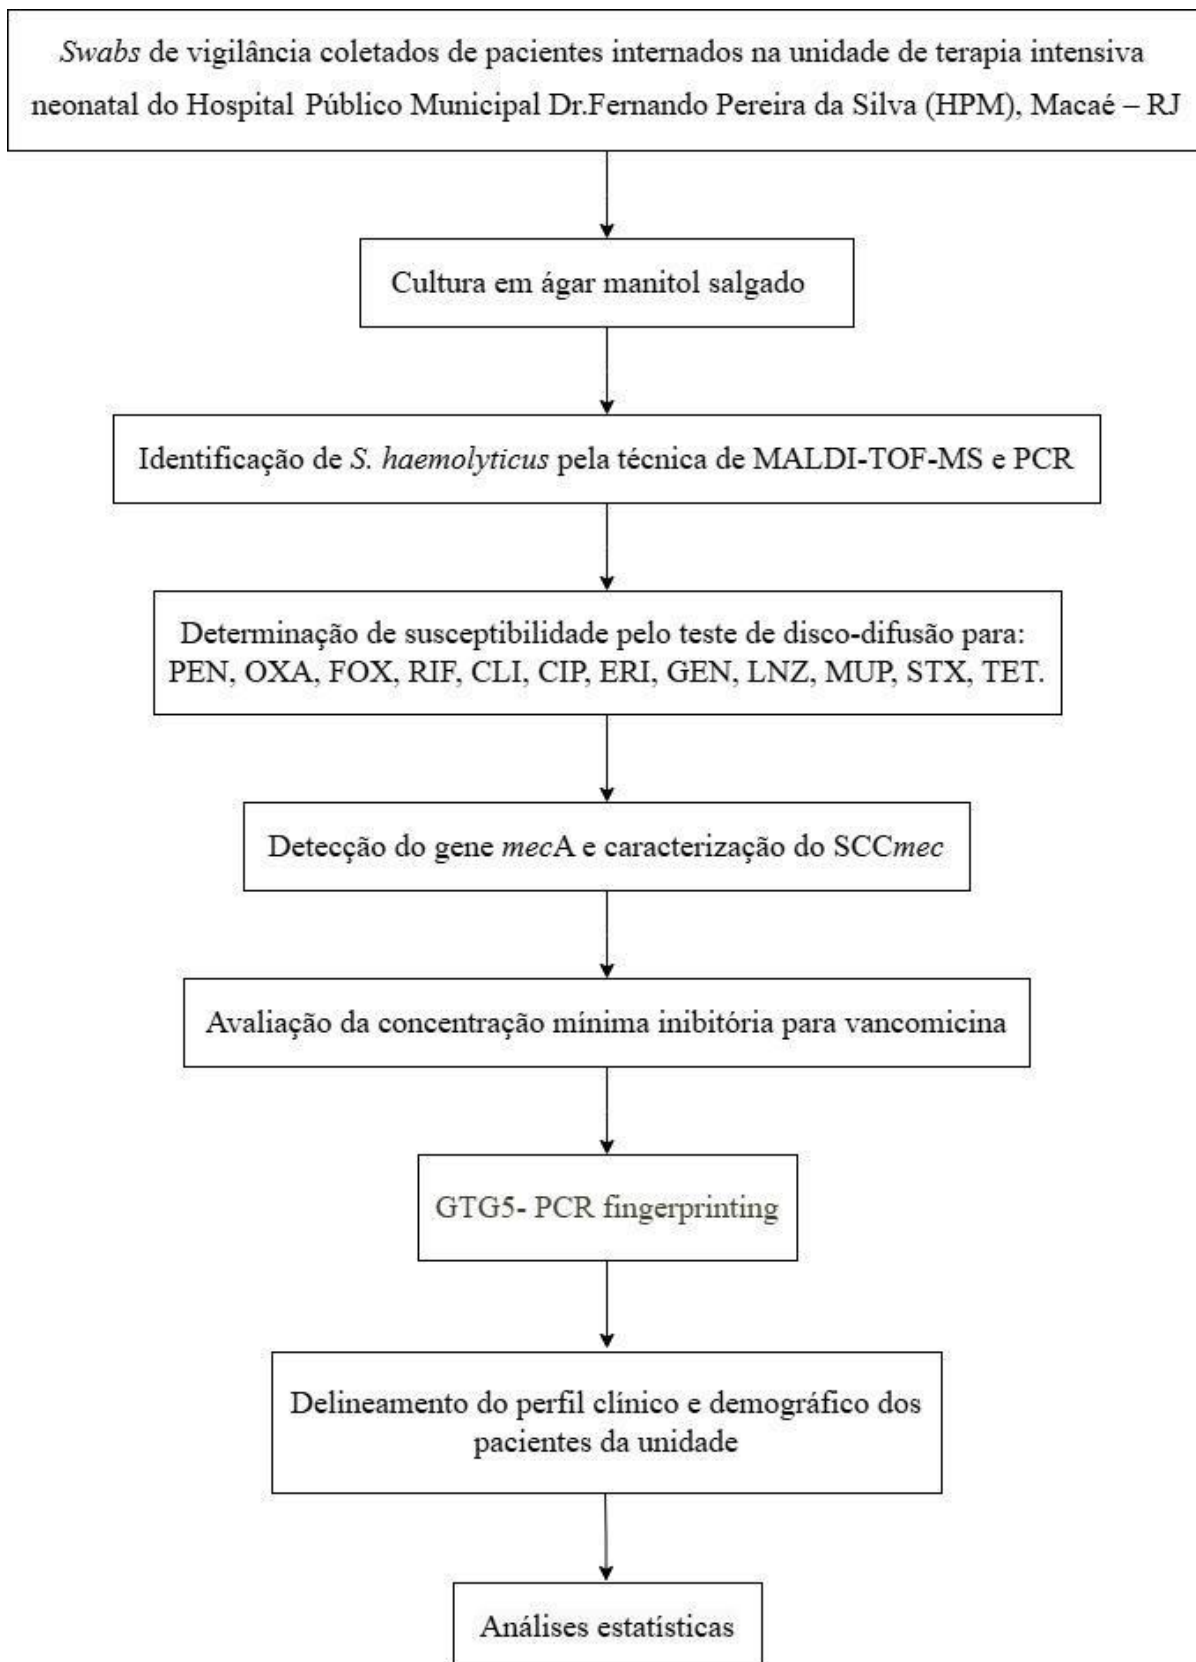 Swabs de vigilância coletados de pacientes internados na unidade de terapia intensiva
neonatal do Hospital Público Municipal Dr.Fernando Pereira da Silva (HPM), Macaé – RJ
Cultura em ágar manitol salgado
Identificação de S. haemolyticus pela técnica de MALDI-TOF-MS e PCR
Determinação de susceptibilidade pelo teste de disco-difusão para:
PEN, OXA, FOX, RIF, CLI, CIP, ERI, GEN, LNZ, MUP, STX, TET.
Detecção do gene mecA e caracterização do SCCmec
Avaliação da concentração mínima inibitória para vancomicina
GTG5- PCR fingerprinting
Delineamento do perfil clínico e demográfico dos
pacientes da unidade
Análises estatísticas